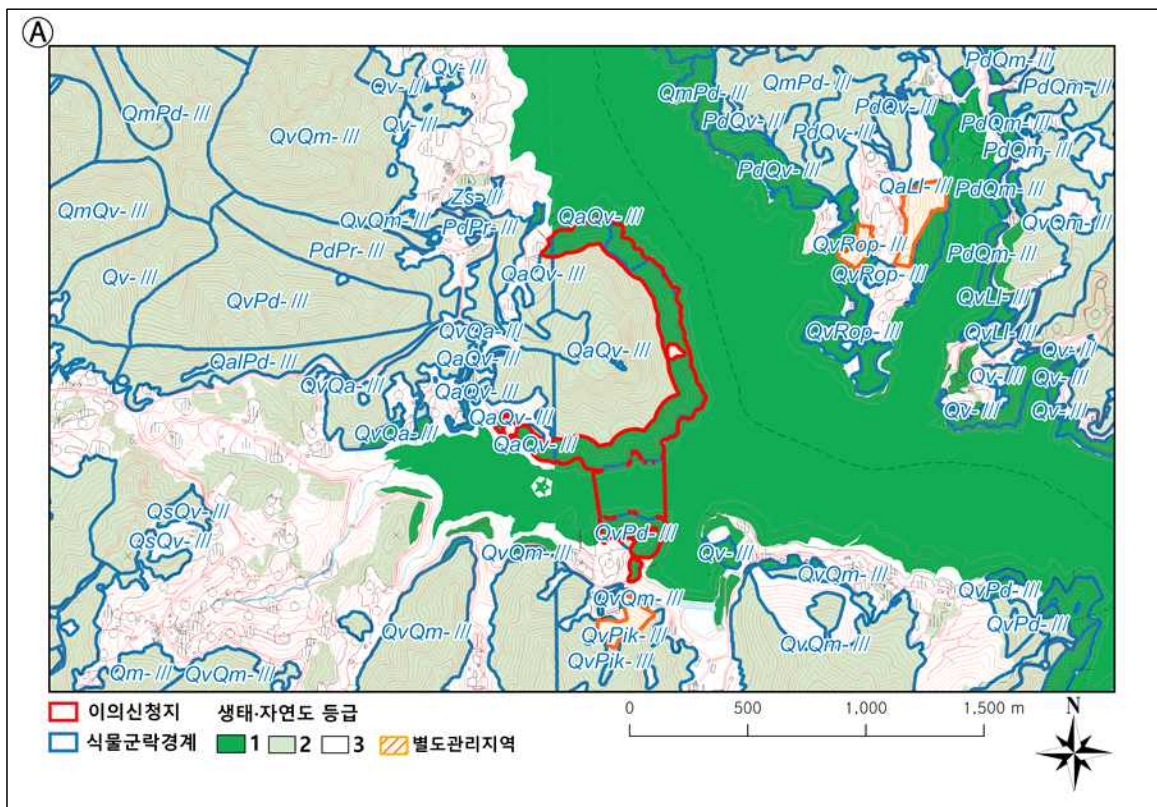 Ⓐ
Qv-III
QmPd-III
Qv-III
QvQm-III
Qv-III
QmPd-III
PdQm-III
QmPd-III
PdQv-III
PdQm-III
PdQv-III
PdQv-III
PdQm-III
PdQm-III
PdQv-III
QmQv-III
Zs-III
QvQm-III
PdPr-III
QaQv-III
QaLl-III
PdQm-III
QvQm-III
PdPr-III
QvRop-III
PdQm-III
Qv-III
QaQv-III
QvRop-III
QvPd-III
QvLl-III
QvQa-III
QvRop-III
QvLl-III
QaQv-III
QaQv-III
Qv-III
QalPd-III
QvQa-III
QaQv-III
Qv-III
Qv-III
QaQv-III
Qv-III
Qv-III
QvQa-III
QaQv-III
QsQv-III
QsQv-III
QvPd-III
QvQm-III
Qv-III
QvQm-III
QvPd-III
QvQm-III
QvPd-III
QvQm-III
QvPik-III
QvQm-III
QvPik-III
Qm-III
QvQm-III
이의신청지 생태·자연도 등급
식물군락경계 1 2 3 별도관리지역
0 500 1,000 1,500 m
N